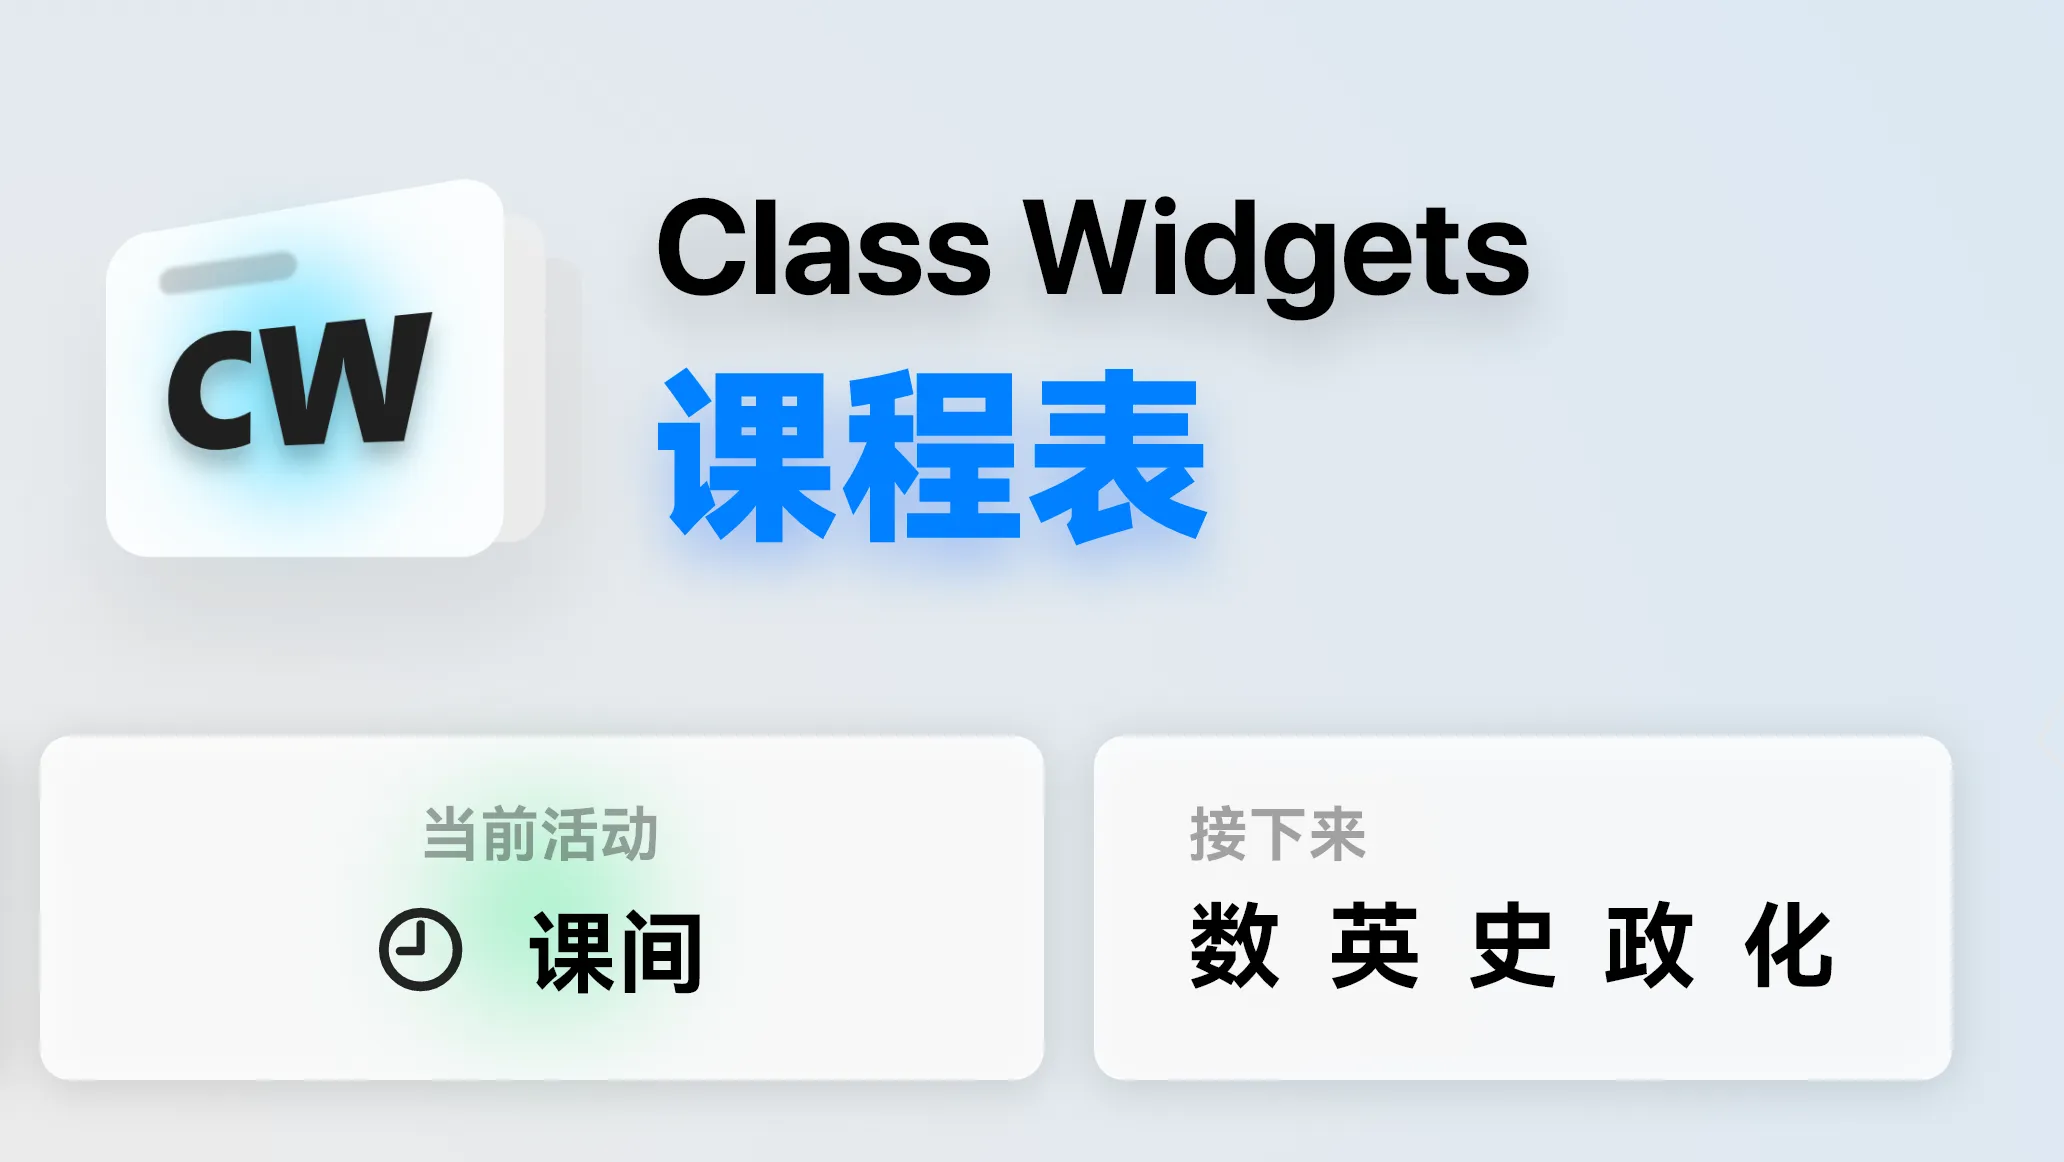 cw
Class Widgets
课程表
当前活动
课间
接下来
数 英 史 政 化